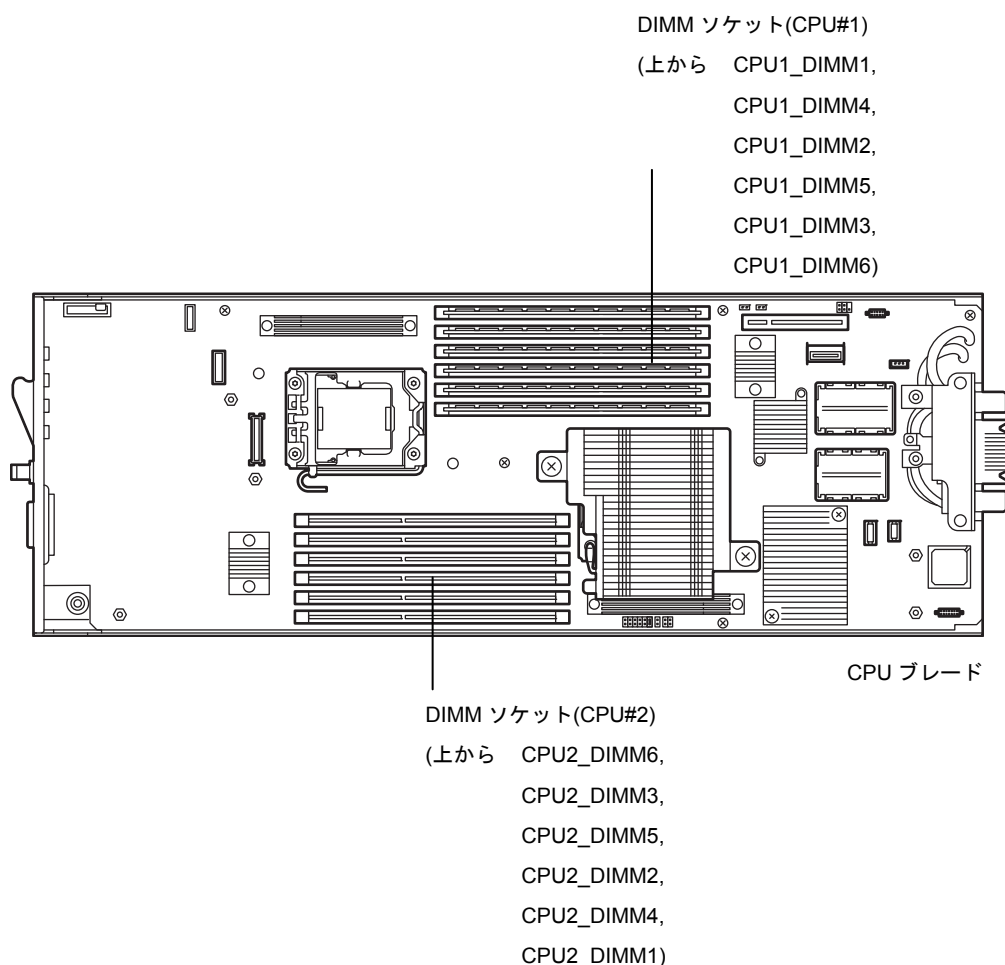 DIMM ソケット(CPU#1)
(上から CPU1_DIMM1,
CPU1_DIMM4,
CPU1_DIMM2,
CPU1_DIMM5,
CPU1_DIMM3,
CPU1_DIMM6)
CPU ブレード
DIMM ソケット(CPU#2)
(上から CPU2_DIMM6,
CPU2_DIMM3,
CPU2_DIMM5,
CPU2_DIMM2,
CPU2_DIMM4,
CPU2_DIMM1)